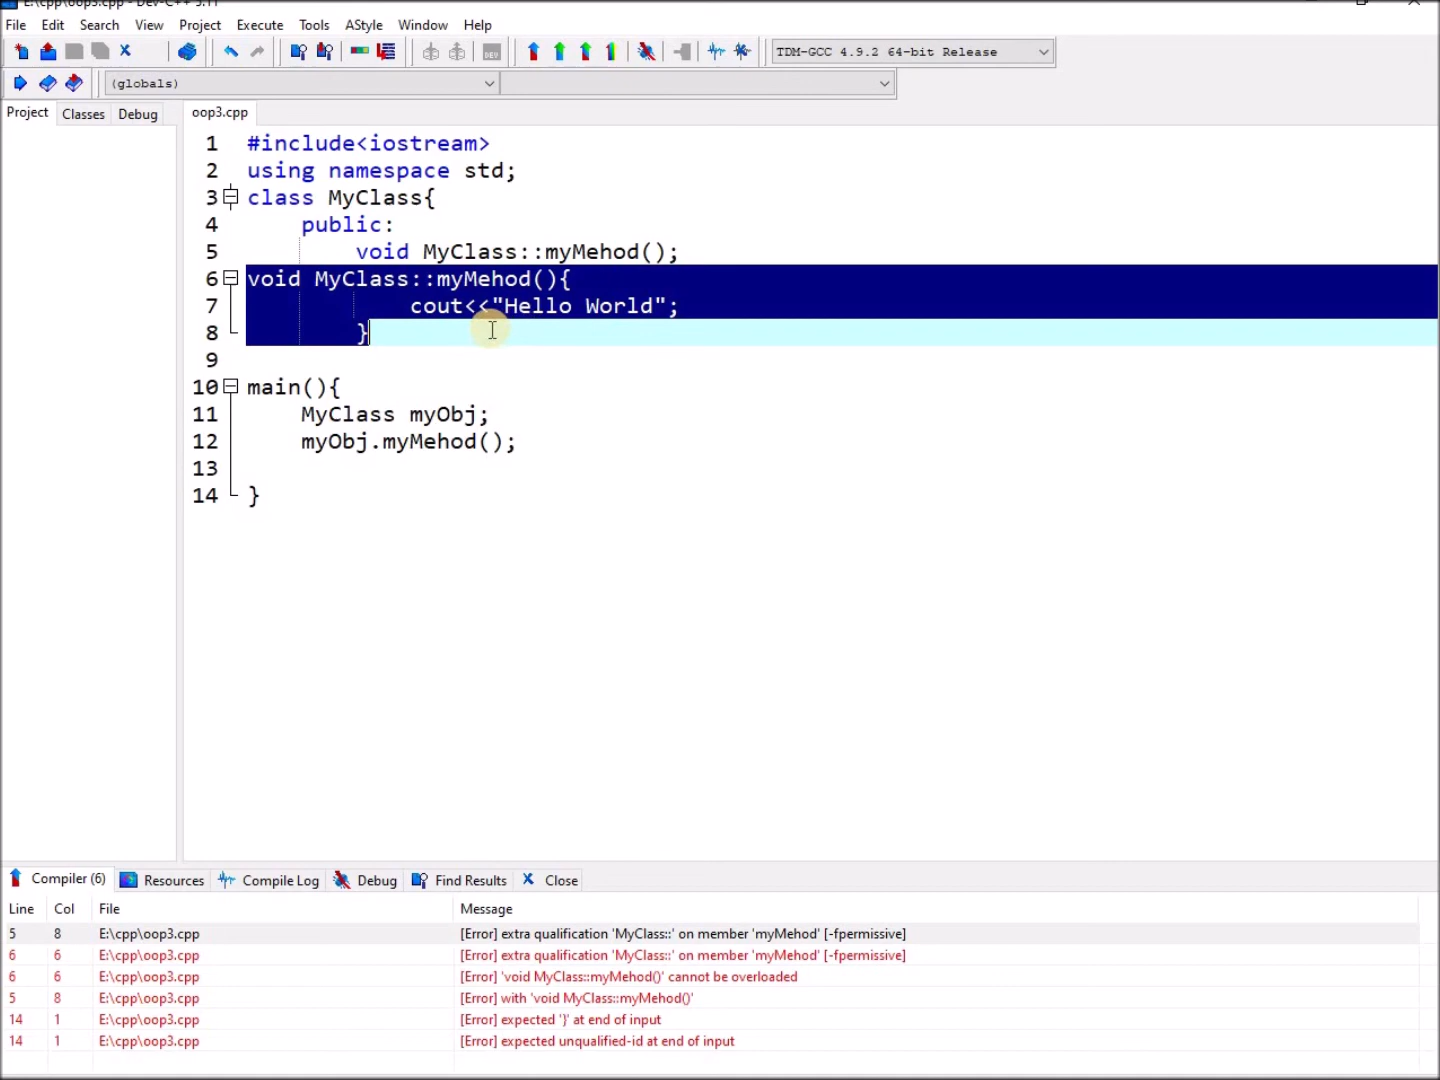 E:\cpp\oop3.cpp - Dev-C++ 5.11
File Edit Search View Project Execute Tools AStyle Window Help
TDM-GCC 4.9.2 64-bit Release
(globals)
Project Classes Debug oop3.cpp
1 #include<iostream>
2 using namespace std;
3 class MyClass{
4 public:
5 void MyClass::myMehod();
6 void MyClass::myMehod(){
7 cout<<"Hello World";
8 }
9
10 main(){
11 MyClass myObj;
12 myObj.myMehod();
13
14 }
Compiler (6) Resources Compile Log Debug Find Results Close
Line Col File Message
5 8 E:\cpp\oop3.cpp [Error] extra qualification 'MyClass::' on member 'myMehod' [-fpermissive]
6 6 E:\cpp\oop3.cpp [Error] extra qualification 'MyClass::' on member 'myMehod' [-fpermissive]
6 6 E:\cpp\oop3.cpp [Error] 'void MyClass::myMehod()' cannot be overloaded
5 8 E:\cpp\oop3.cpp [Error] with 'void MyClass::myMehod()'
14 1 E:\cpp\oop3.cpp [Error] expected '}' at end of input
14 1 E:\cpp\oop3.cpp [Error] expected unqualified-id at end of input